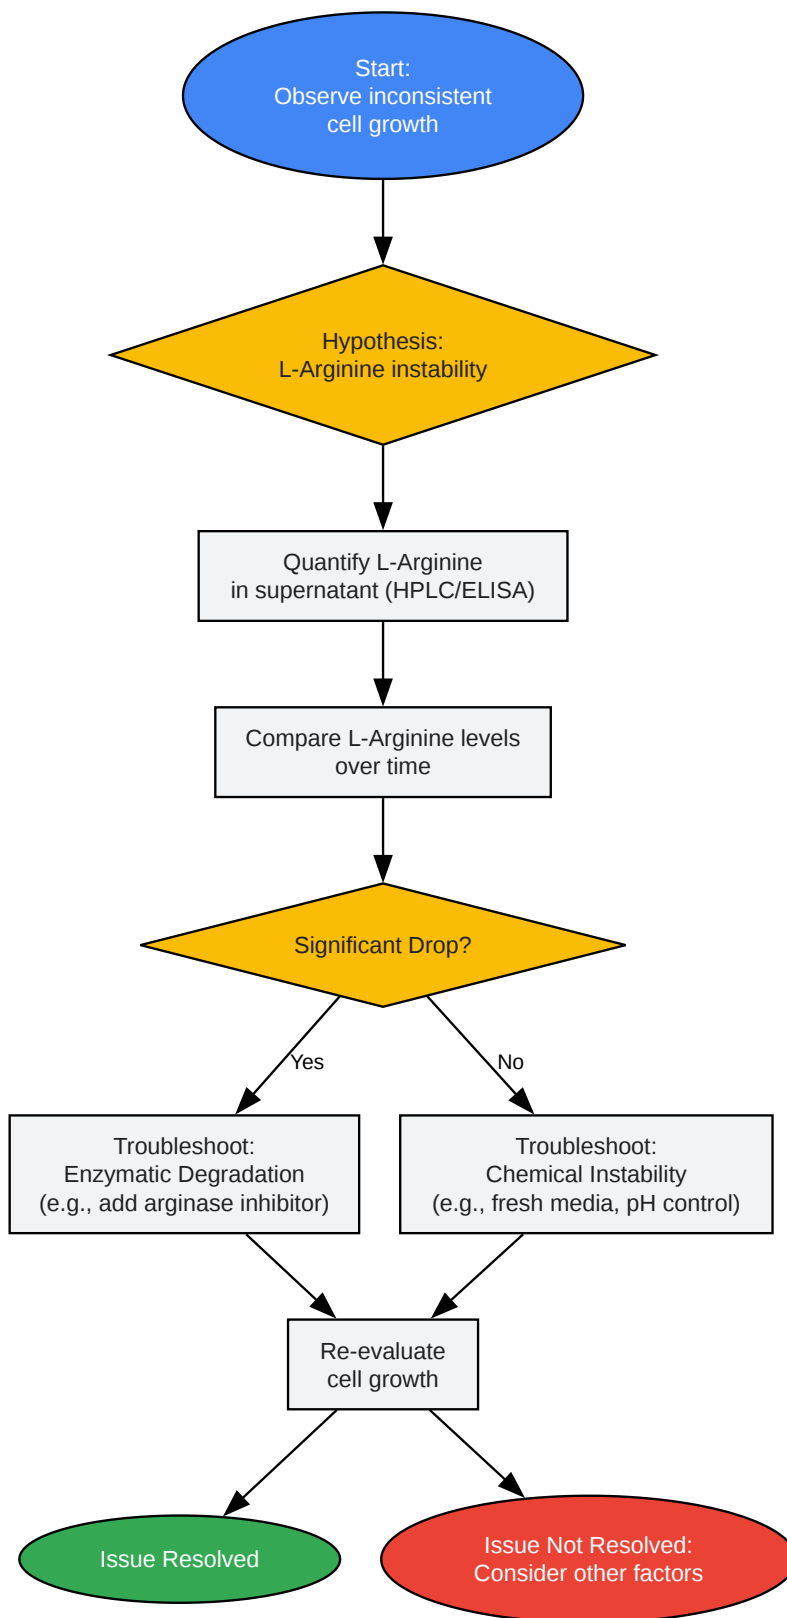 Start:
Observe inconsistent
cell growth
Hypothesis:
L-Arginine instability
Quantify L-Arginine
in supernatant (HPLC/ELISA)
Compare L-Arginine levels
over time
Significant Drop?
Yes
No
Troubleshoot:
Enzymatic Degradation
(e.g., add arginase inhibitor)
Troubleshoot:
Chemical Instability
(e.g., fresh media, pH control)
Re-evaluate
cell growth
Issue Resolved
Issue Not Resolved:
Consider other factors